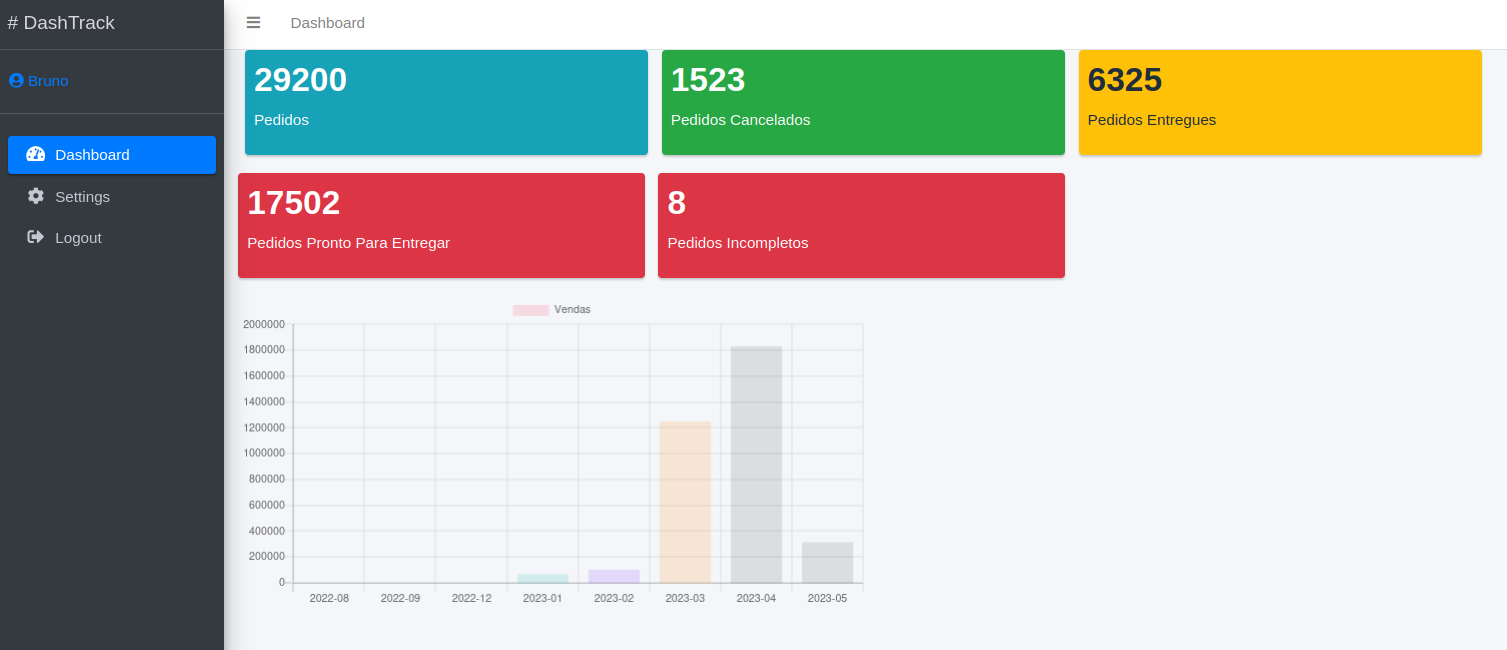 # DashTrack
Dashboard
Bruno
Dashboard
Settings
Logout
29200
Pedidos
1523
Pedidos Cancelados
6325
Pedidos Entregues
17502
Pedidos Pronto Para Entregar
8
Pedidos Incompletos
Vendas
2000000
1800000
1600000
1400000
1200000
1000000
800000
600000
400000
200000
0
2022-08 2022-09 2022-12 2023-01 2023-02 2023-03 2023-04 2023-05